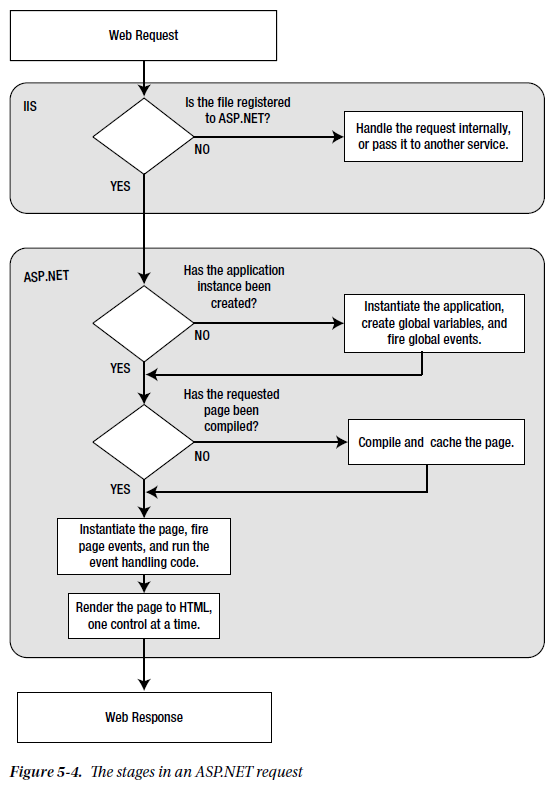 Web Request
IIS
Is the file registered
to ASP.NET?
Handle the request internally,
or pass it to another service.
NO
YES
ASP.NET
Has the application
instance been
created?
Instantiate the application,
create global variables, and
fire global events.
NO
YES
Has the requested
page been
compiled?
Compile and cache the page.
NO
YES
Instantiate the page, fire
page events, and run the
event handling code.
Render the page to HTML,
one control at a time.
Web Response
Figure 5-4. The stages in an ASP.NET request